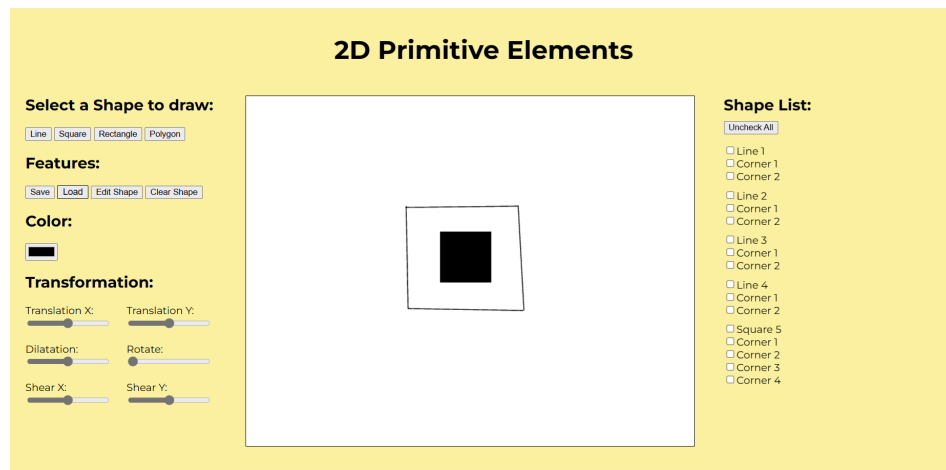 2D Primitive Elements
Select a Shape to draw:
Line Square Rectangle Polygon
Features:
Save Load Edit Shape Clear Shape
Color:
Transformation:
Translation X: Translation Y:
Dilatation: Rotate:
Shear X: Shear Y:
Shape List:
Uncheck All
Line 1
Corner 1
Corner 2
Line 2
Corner 1
Corner 2
Line 3
Corner 1
Corner 2
Line 4
Corner 1
Corner 2
Square 5
Corner 1
Corner 2
Corner 3
Corner 4